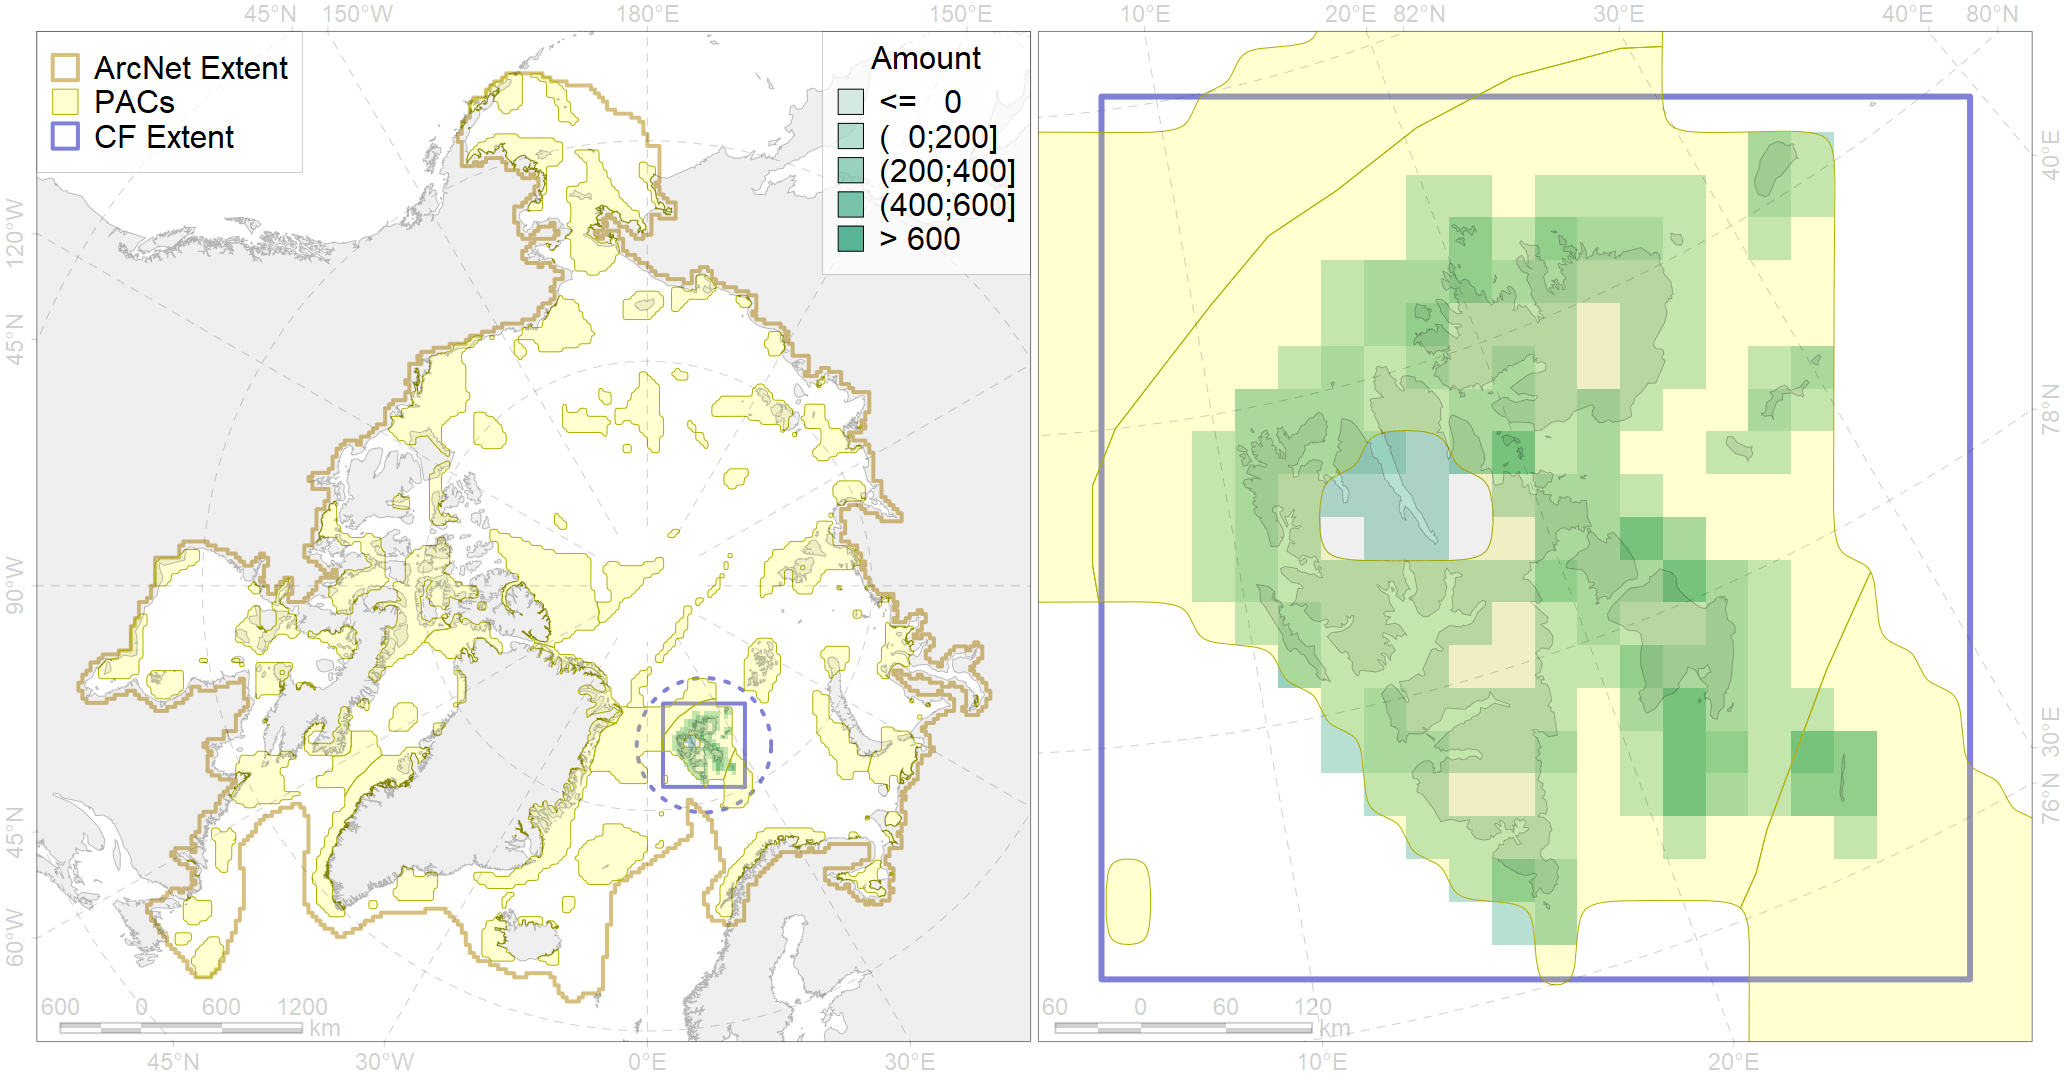 45°N 150°W 180°E 150°E 10°E 20°E 82°N 30°E 40°E 80°N
ArcNet Extent
PACs
CF Extent
Amount
<= 0
( 0;200]
(200;400]
(400;600]
> 600
120°W
45°N
90°W
45°N
60°W
40°E
78°N
30°E
76°N
600 0 600 1200
km
60 0 60 120
km
45°N 30°W 0°E 30°E 10°E 20°E